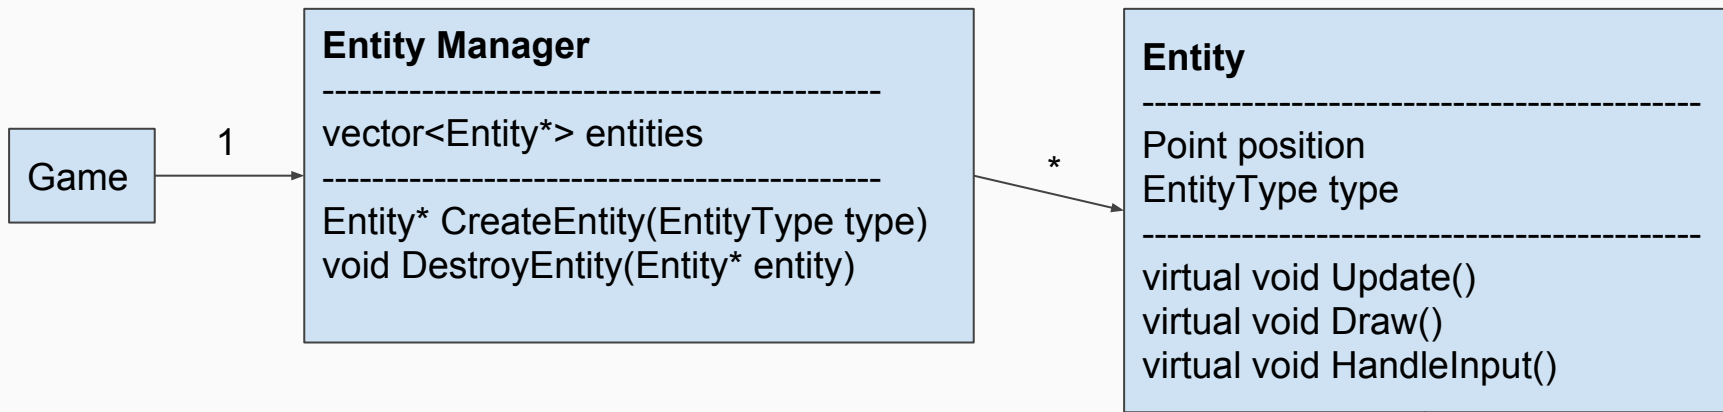 Game
1
Entity Manager
-------------------------------------------
vector<Entity*> entities
-------------------------------------------
Entity* CreateEntity(EntityType type)
void DestroyEntity(Entity* entity)
*
Entity
-------------------------------------------
Point position
EntityType type
-------------------------------------------
virtual void Update()
virtual void Draw()
virtual void HandleInput()